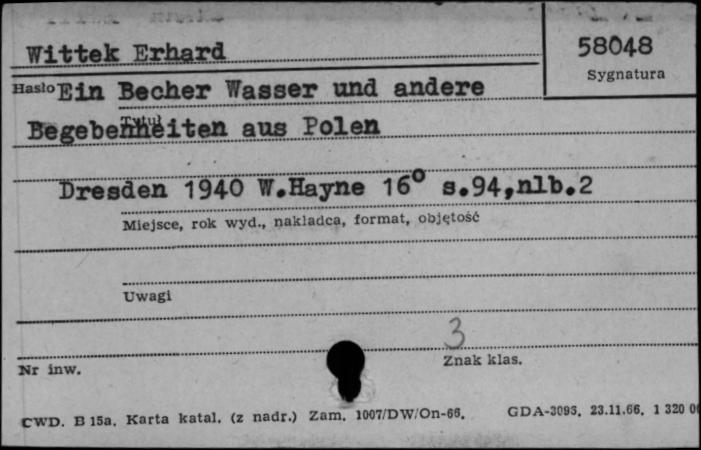 Wittek Erhard
58048
Sygnatura
Hasło Ein Becher Wasser und andere
Tytuł
Begebenheiten aus Polen
Dresden 1940 W.Hayne 16° s.94,nlb.2
Miejsce, rok wyd., nakładca, format, objętość
Uwagi
3
Nr inw.
Znak klas.
CWD. B 15a. Karta katal. (z nadr.) Zam. 1007/DW/On-66. GDA-3093. 23.11.66. 1 320 00